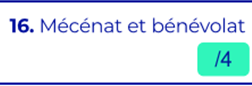 16. Mécénat et bénévolat
/4